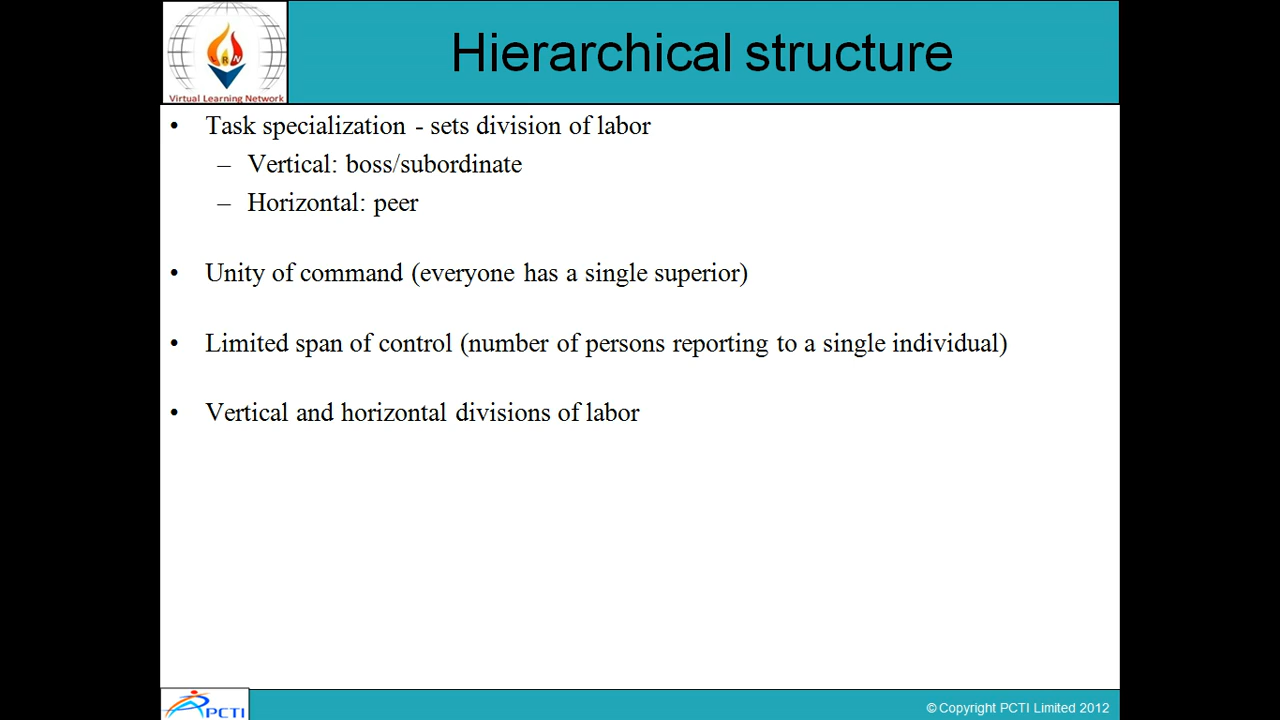 Hierarchical structure
LRN
Virtual Learning Network
• Task specialization - sets division of labor
– Vertical: boss/subordinate
– Horizontal: peer
• Unity of command (everyone has a single superior)
• Limited span of control (number of persons reporting to a single individual)
• Vertical and horizontal divisions of labor
PCTI
© Copyright PCTI Limited 2012